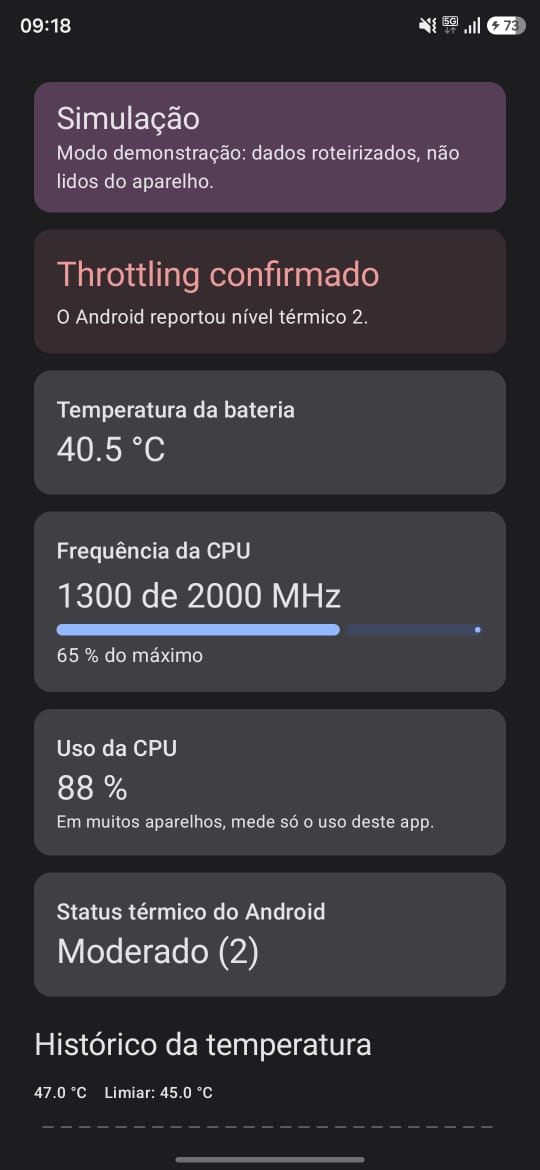 09:18
5G
73
Simulação
Modo demonstração: dados roteirizados, não
lidos do aparelho.
Throttling confirmado
O Android reportou nível térmico 2.
Temperatura da bateria
40.5 °C
Frequência da CPU
1300 de 2000 MHz
65 % do máximo
Uso da CPU
88 %
Em muitos aparelhos, mede só o uso deste app.
Status térmico do Android
Moderado (2)
Histórico da temperatura
47.0 °C Limiar: 45.0 °C